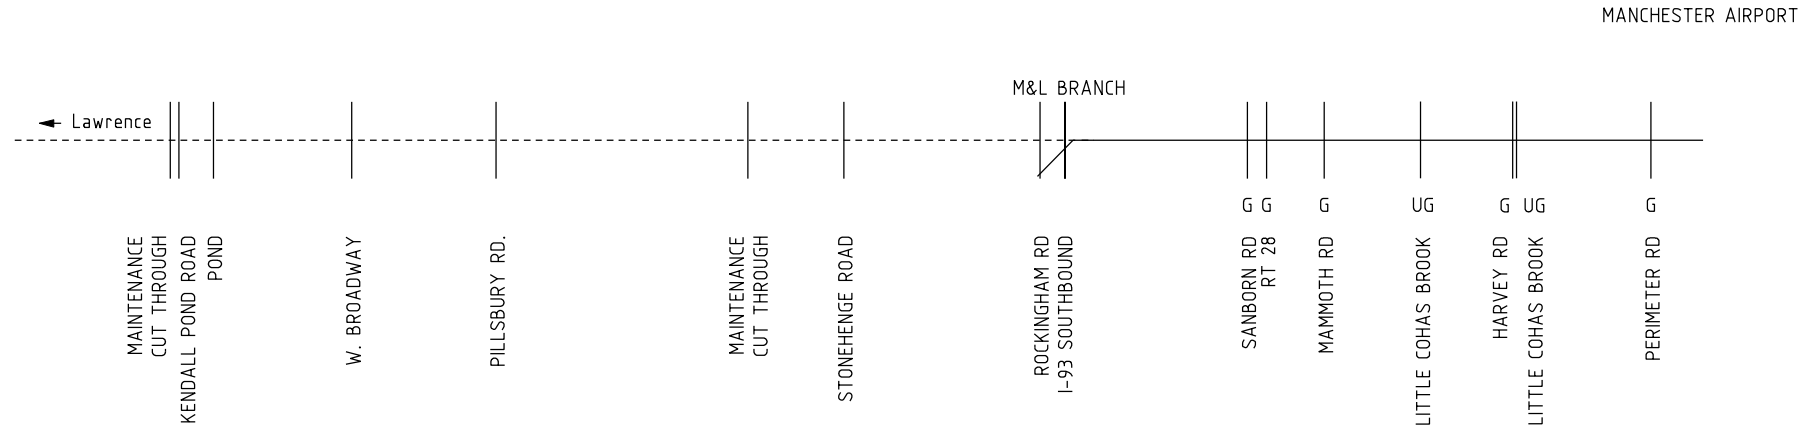 MANCHESTER AIRPORT
M&L BRANCH
Lawrence
G G G UG G UG G
MAINTENANCE
CUT THROUGH
KENDALL POND ROAD
POND
W. BROADWAY
PILLSBURY RD.
MAINTENANCE
CUT THROUGH
STONEHENGE ROAD
ROCKINGHAM RD
I-93 SOUTHBOUND
SANBORN RD
RT 28
MAMMOTH RD
LITTLE COHAS BROOK
HARVEY RD
LITTLE COHAS BROOK
PERIMETER RD